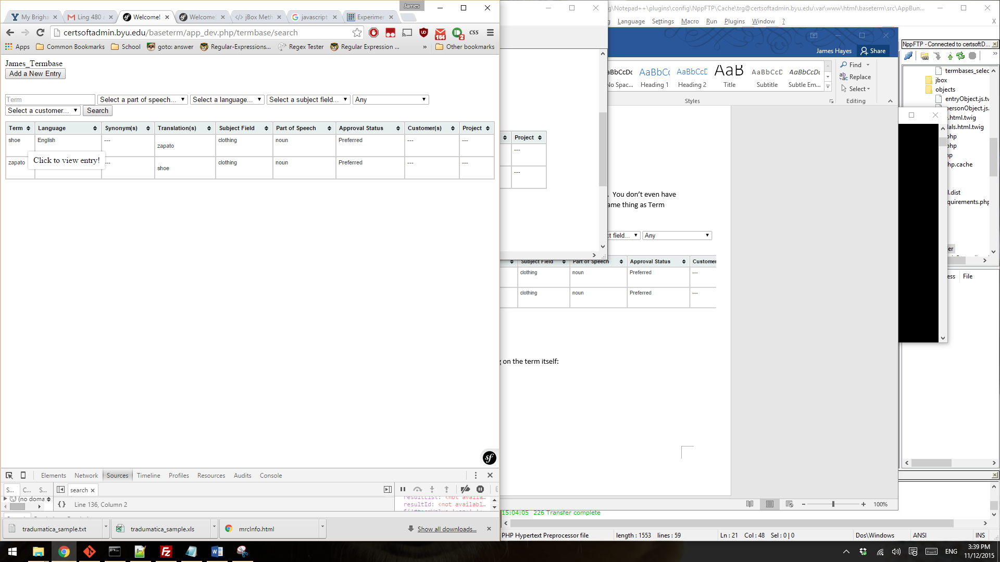 James
My Brigha
Ling 480 a
Welcome!
Welcome!
jBox Meth
javascript
Experimer
certsoftadmin.byu.edu/baseterm/app_dev.php/termbase/search
164
2
css
Apps
Common Bookmarks
School
goto: answer
Regular-Expressions...
Regex Tester
Regular Expression ...
»
Other bookmarks
James_Termbase
Add a New Entry
Term
Select a part of speech...
Select a language...
Select a subject field...
Any
Select a customer...
Search
Term Language Synonym(s) Translation(s) Subject Field Part of Speech Approval Status Customer(s) Project
shoe English --- zapato clothing noun Preferred --- ---
zapato --- shoe clothing noun Preferred --- ---
Click to view entry!
sf
Elements Network Sources Timeline Profiles Resources Audits Console
S... C... S...
search
(no doma
{} Line 136, Column 2
resultList: <not availa…
resultId: <not availabl…
tradumatica_sample.txt
tradumatica_sample.xls
mrcInfo.html
Show all downloads...
Project
---
---
g\Notepad++\plugins\config\NppFTP\Cache\trg@certsoftadmin.byu.edu\var\www\html\baseterm\src\AppBun...
Language Settings Macro Run Plugins Window ?
X
James Hayes
Share
AaBbCcDc AaBbCc AaBbCcE AaB AaBbCcD AaBbCcDc
No Spac... Heading 1 Heading 2 Title Subtitle Subtle Em...
Styles
Find
Replace
Select
Editing
. You don't even have
ame thing as Term
ct field...
Any
Subject Field Part of Speech Approval Status Customer
clothing noun Preferred ---
clothing noun Preferred ---
g on the term itself:
100%
NppFTP - Connected to certsoftD...
termbases_selec
jbox
objects
entryObject.js.tw
personObject.js.
.html.twig
als.html.twig
php
php
hp
hp.cache
l.dist
quirements.php
er
ess File
15:04:05 226 Transfer complete
PHP Hypertext Preprocessor file
length : 1553 lines : 59
Ln : 21 Col : 48 Sel : 0 | 0
Dos\Windows
ANSI
INS
ENG
3:39 PM
11/12/2015